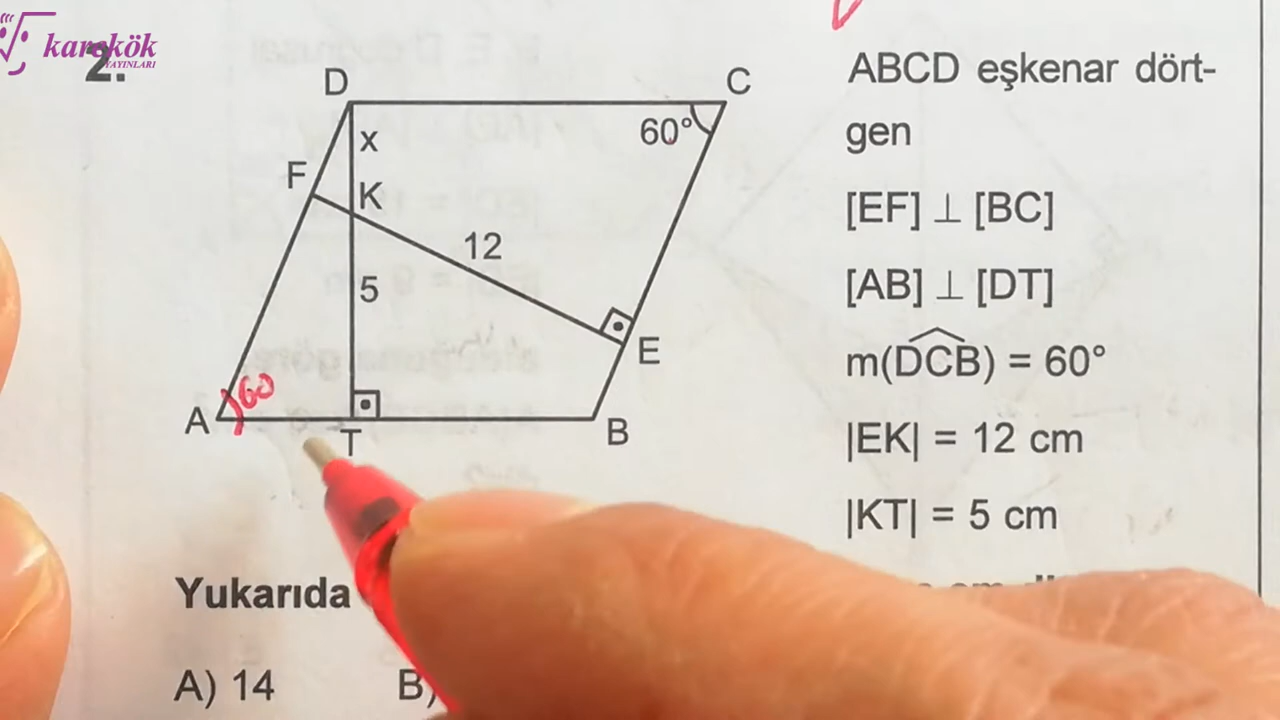 karekök
YAYINLARI
2.
D
C
x
60°
F
K
12
5
E
60
A
T
B
ABCD eşkenar dört-
gen
[EF] ⊥ [BC]
[AB] ⊥ [DT]
m(DCB) = 60°
|EK| = 12 cm
|KT| = 5 cm
Yukarıda
A) 14 B)